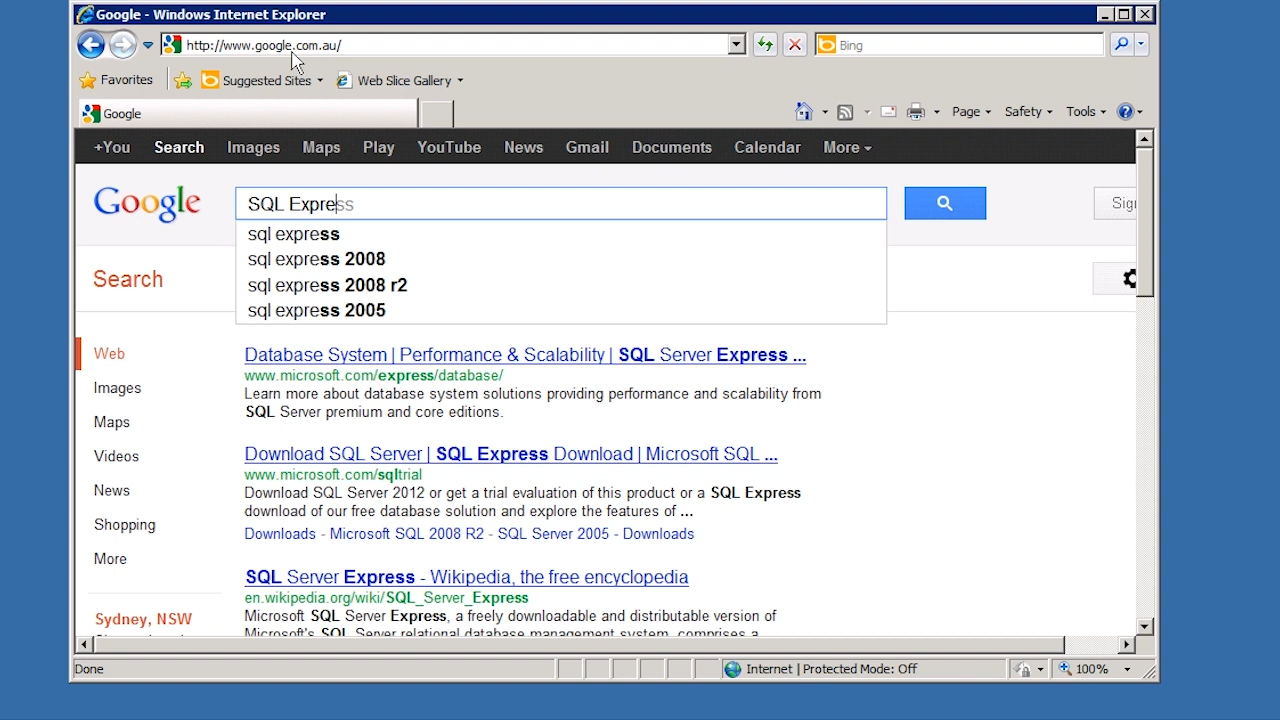 Google - Windows Internet Explorer
http://www.google.com.au/
Bing
Favorites
Suggested Sites
Web Slice Gallery
Google
Page
Safety
Tools
+You Search Images Maps Play YouTube News Gmail Documents Calendar More
Google
SQL Express
sql express
sql express 2008
sql express 2008 r2
sql express 2005
Search
Web
Images
Maps
Videos
News
Shopping
More
Sydney, NSW
Database System | Performance & Scalability | SQL Server Express ...
www.microsoft.com/express/database/
Learn more about database system solutions providing performance and scalability from
SQL Server premium and core editions.
Download SQL Server | SQL Express Download | Microsoft SQL ...
www.microsoft.com/sqltrial
Download SQL Server 2012 or get a trial evaluation of this product or a SQL Express
download of our free database solution and explore the features of ...
Downloads - Microsoft SQL 2008 R2 - SQL Server 2005 - Downloads
SQL Server Express - Wikipedia, the free encyclopedia
en.wikipedia.org/wiki/SQL_Server_Express
Microsoft SQL Server Express, a freely downloadable and distributable version of
Microsoft's SQL Server relational database management system, comprises a
Done
Internet | Protected Mode: Off
100%